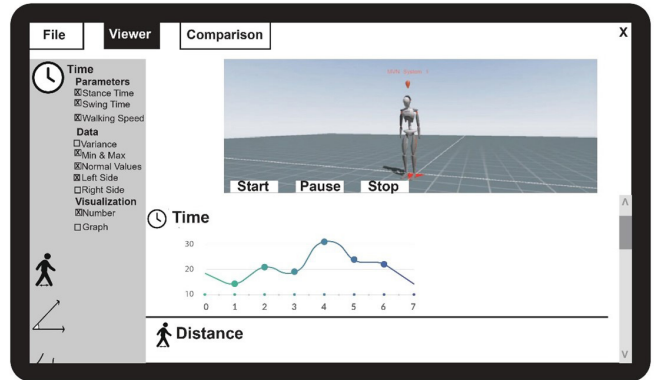 File Viewer Comparison X
Time
Parameters
Stance Time
Swing Time
Walking Speed
Data
Variance
Min & Max
Normal Values
Left Side
Right Side
Visualization
Number
Graph
Start Pause Stop
Time
30
20
10
0 1 2 3 4 5 6 7
Distance